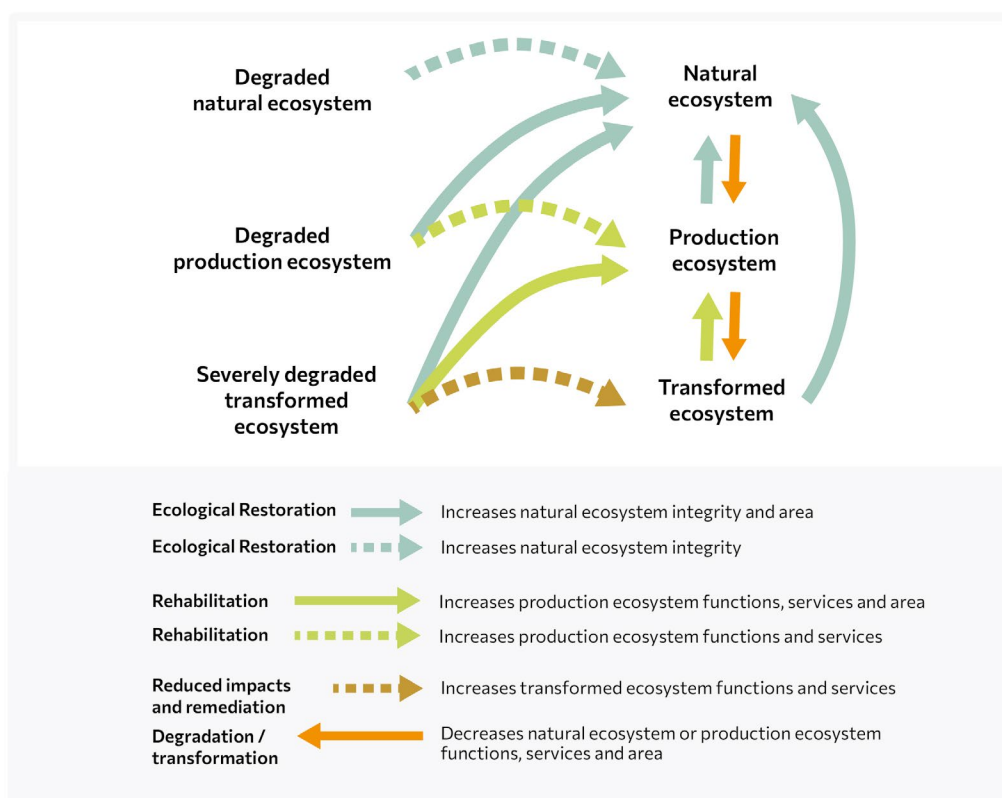 Degraded
natural ecosystem
Natural
ecosystem
Degraded
production ecosystem
Production
ecosystem
Severely degraded
transformed
ecosystem
Transformed
ecosystem
Ecological Restoration
Increases natural ecosystem integrity and area
Ecological Restoration
Increases natural ecosystem integrity
Rehabilitation
Increases production ecosystem functions, services and area
Rehabilitation
Increases production ecosystem functions and services
Reduced impacts
and remediation
Increases transformed ecosystem functions and services
Degradation /
transformation
Decreases natural ecosystem or production ecosystem
functions, services and area